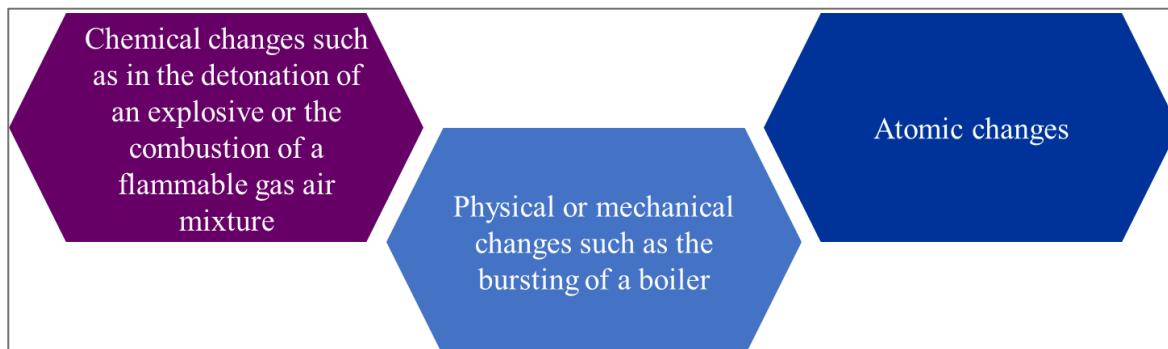 Chemical changes such
as in the detonation of
an explosive or the
combustion of a
flammable gas air
mixture
Physical or mechanical
changes such as the
bursting of a boiler
Atomic changes